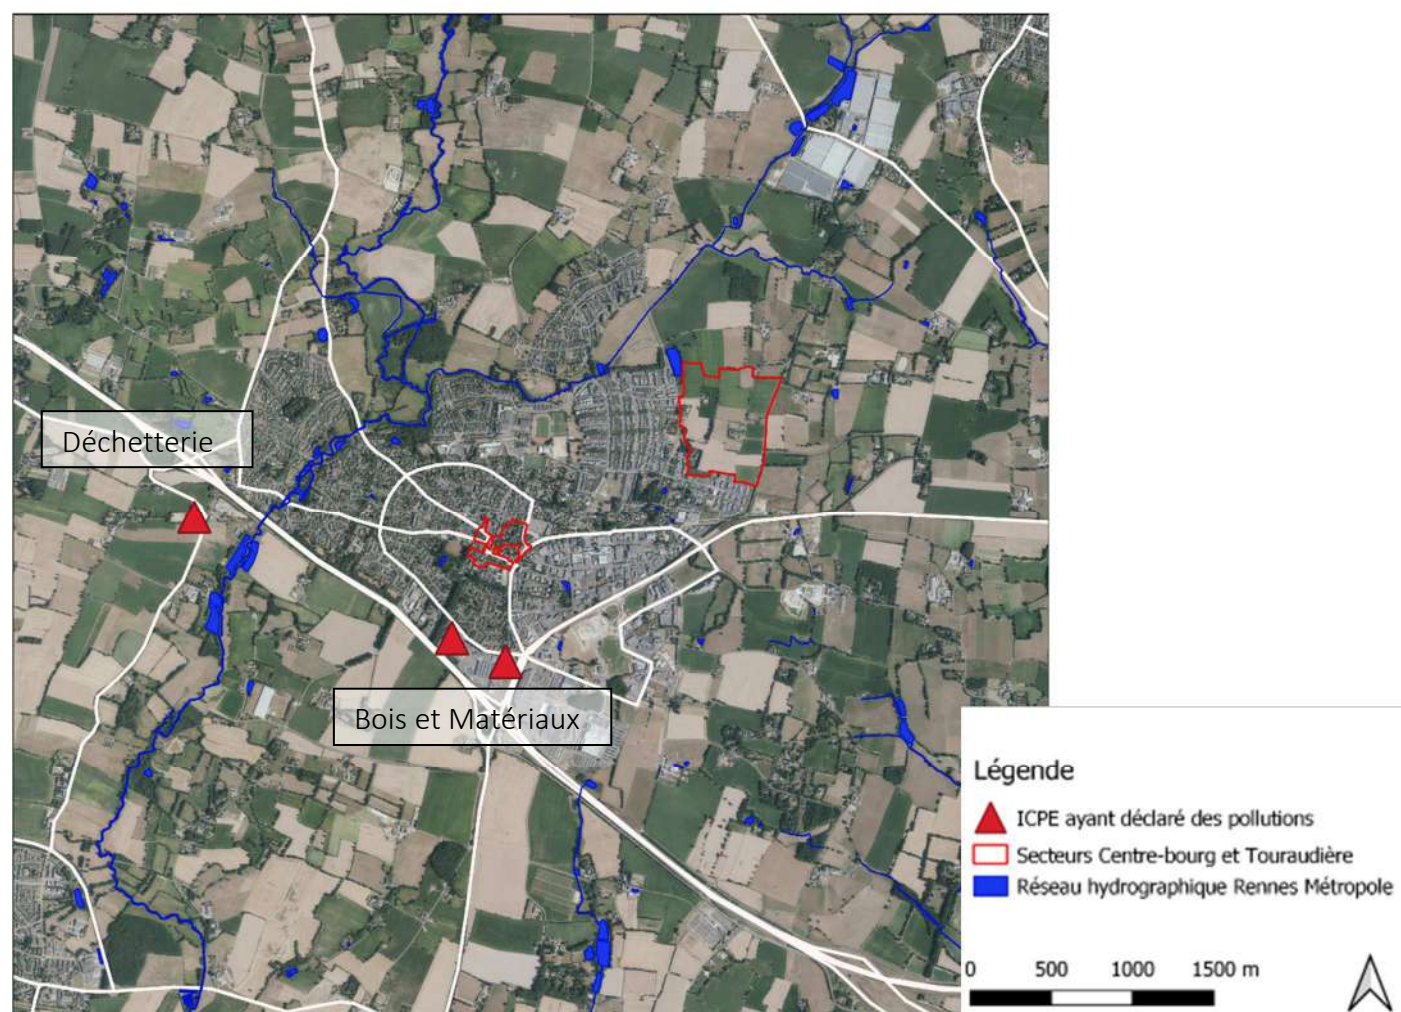 Déchetterie
Bois et Matériaux
Légende
ICPE ayant déclaré des pollutions
Secteurs Centre-bourg et Touraudière
Réseau hydrographique Rennes Métropole
0 500 1000 1500 m